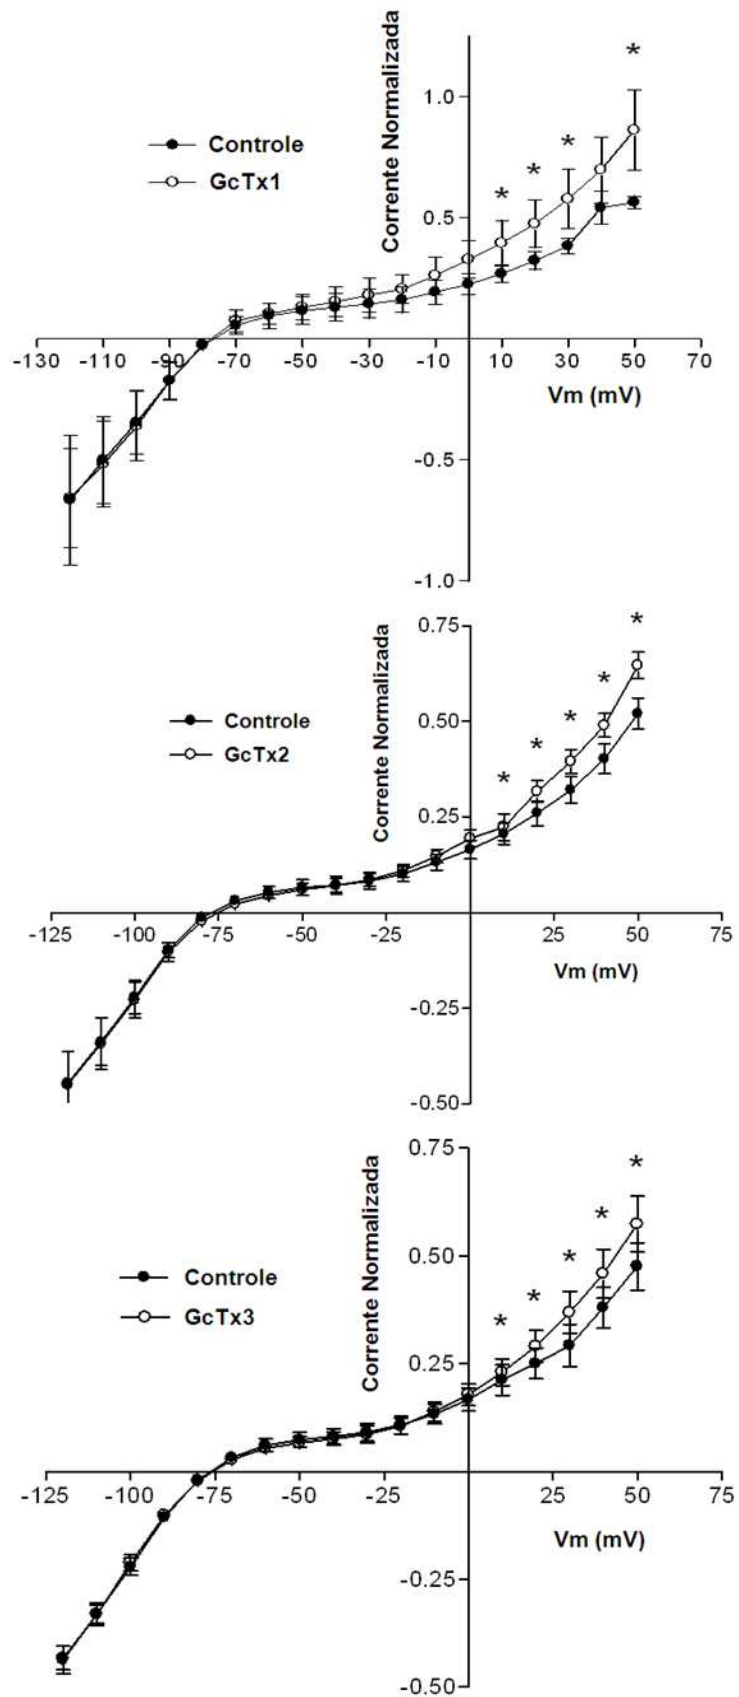 Corrente Normalizada
*
1.0
Controle
*
*
GcTx1
*
0.5
-130 -110 -90 -70 -50 -30 -10 10 30 50 70
Vm (mV)
-0.5
-1.0
Corrente Normalizada
0.75
*
*
Controle
0.50
*
GcTx2
*
*
0.25
-125 -100 -75 -50 -25 25 50 75
Vm (mV)
-0.25
-0.50
Corrente Normalizada
0.75
*
*
0.50
*
Controle
*
GcTx3
*
0.25
-125 -100 -75 -50 -25 25 50 75
Vm (mV)
-0.25
-0.50